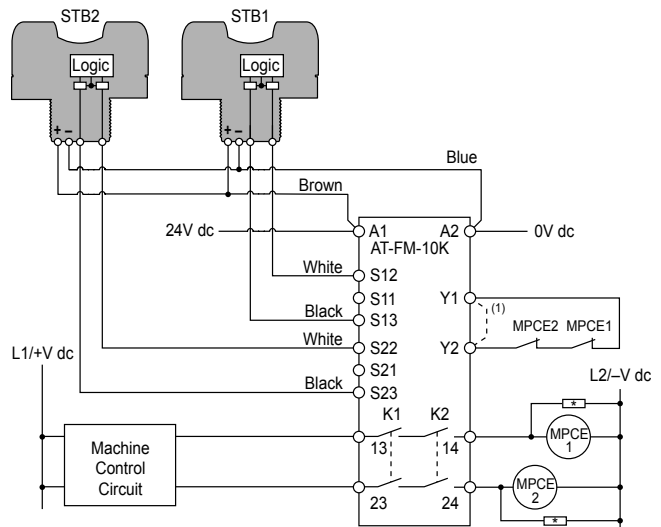 STB2 STB1
Logic Logic
+ – + –
Blue
Brown
24V dc A1 A2 0V dc
AT-FM-10K
White S12
S11 Y1
(1)
Black S13
MPCE2 MPCE1
White S22 Y2
L1/+V dc
S21
L2/–V dc
Black S23
*
K1 K2
MPCE
1
13 14
Machine
Control
Circuit
MPCE
2
23 24
*